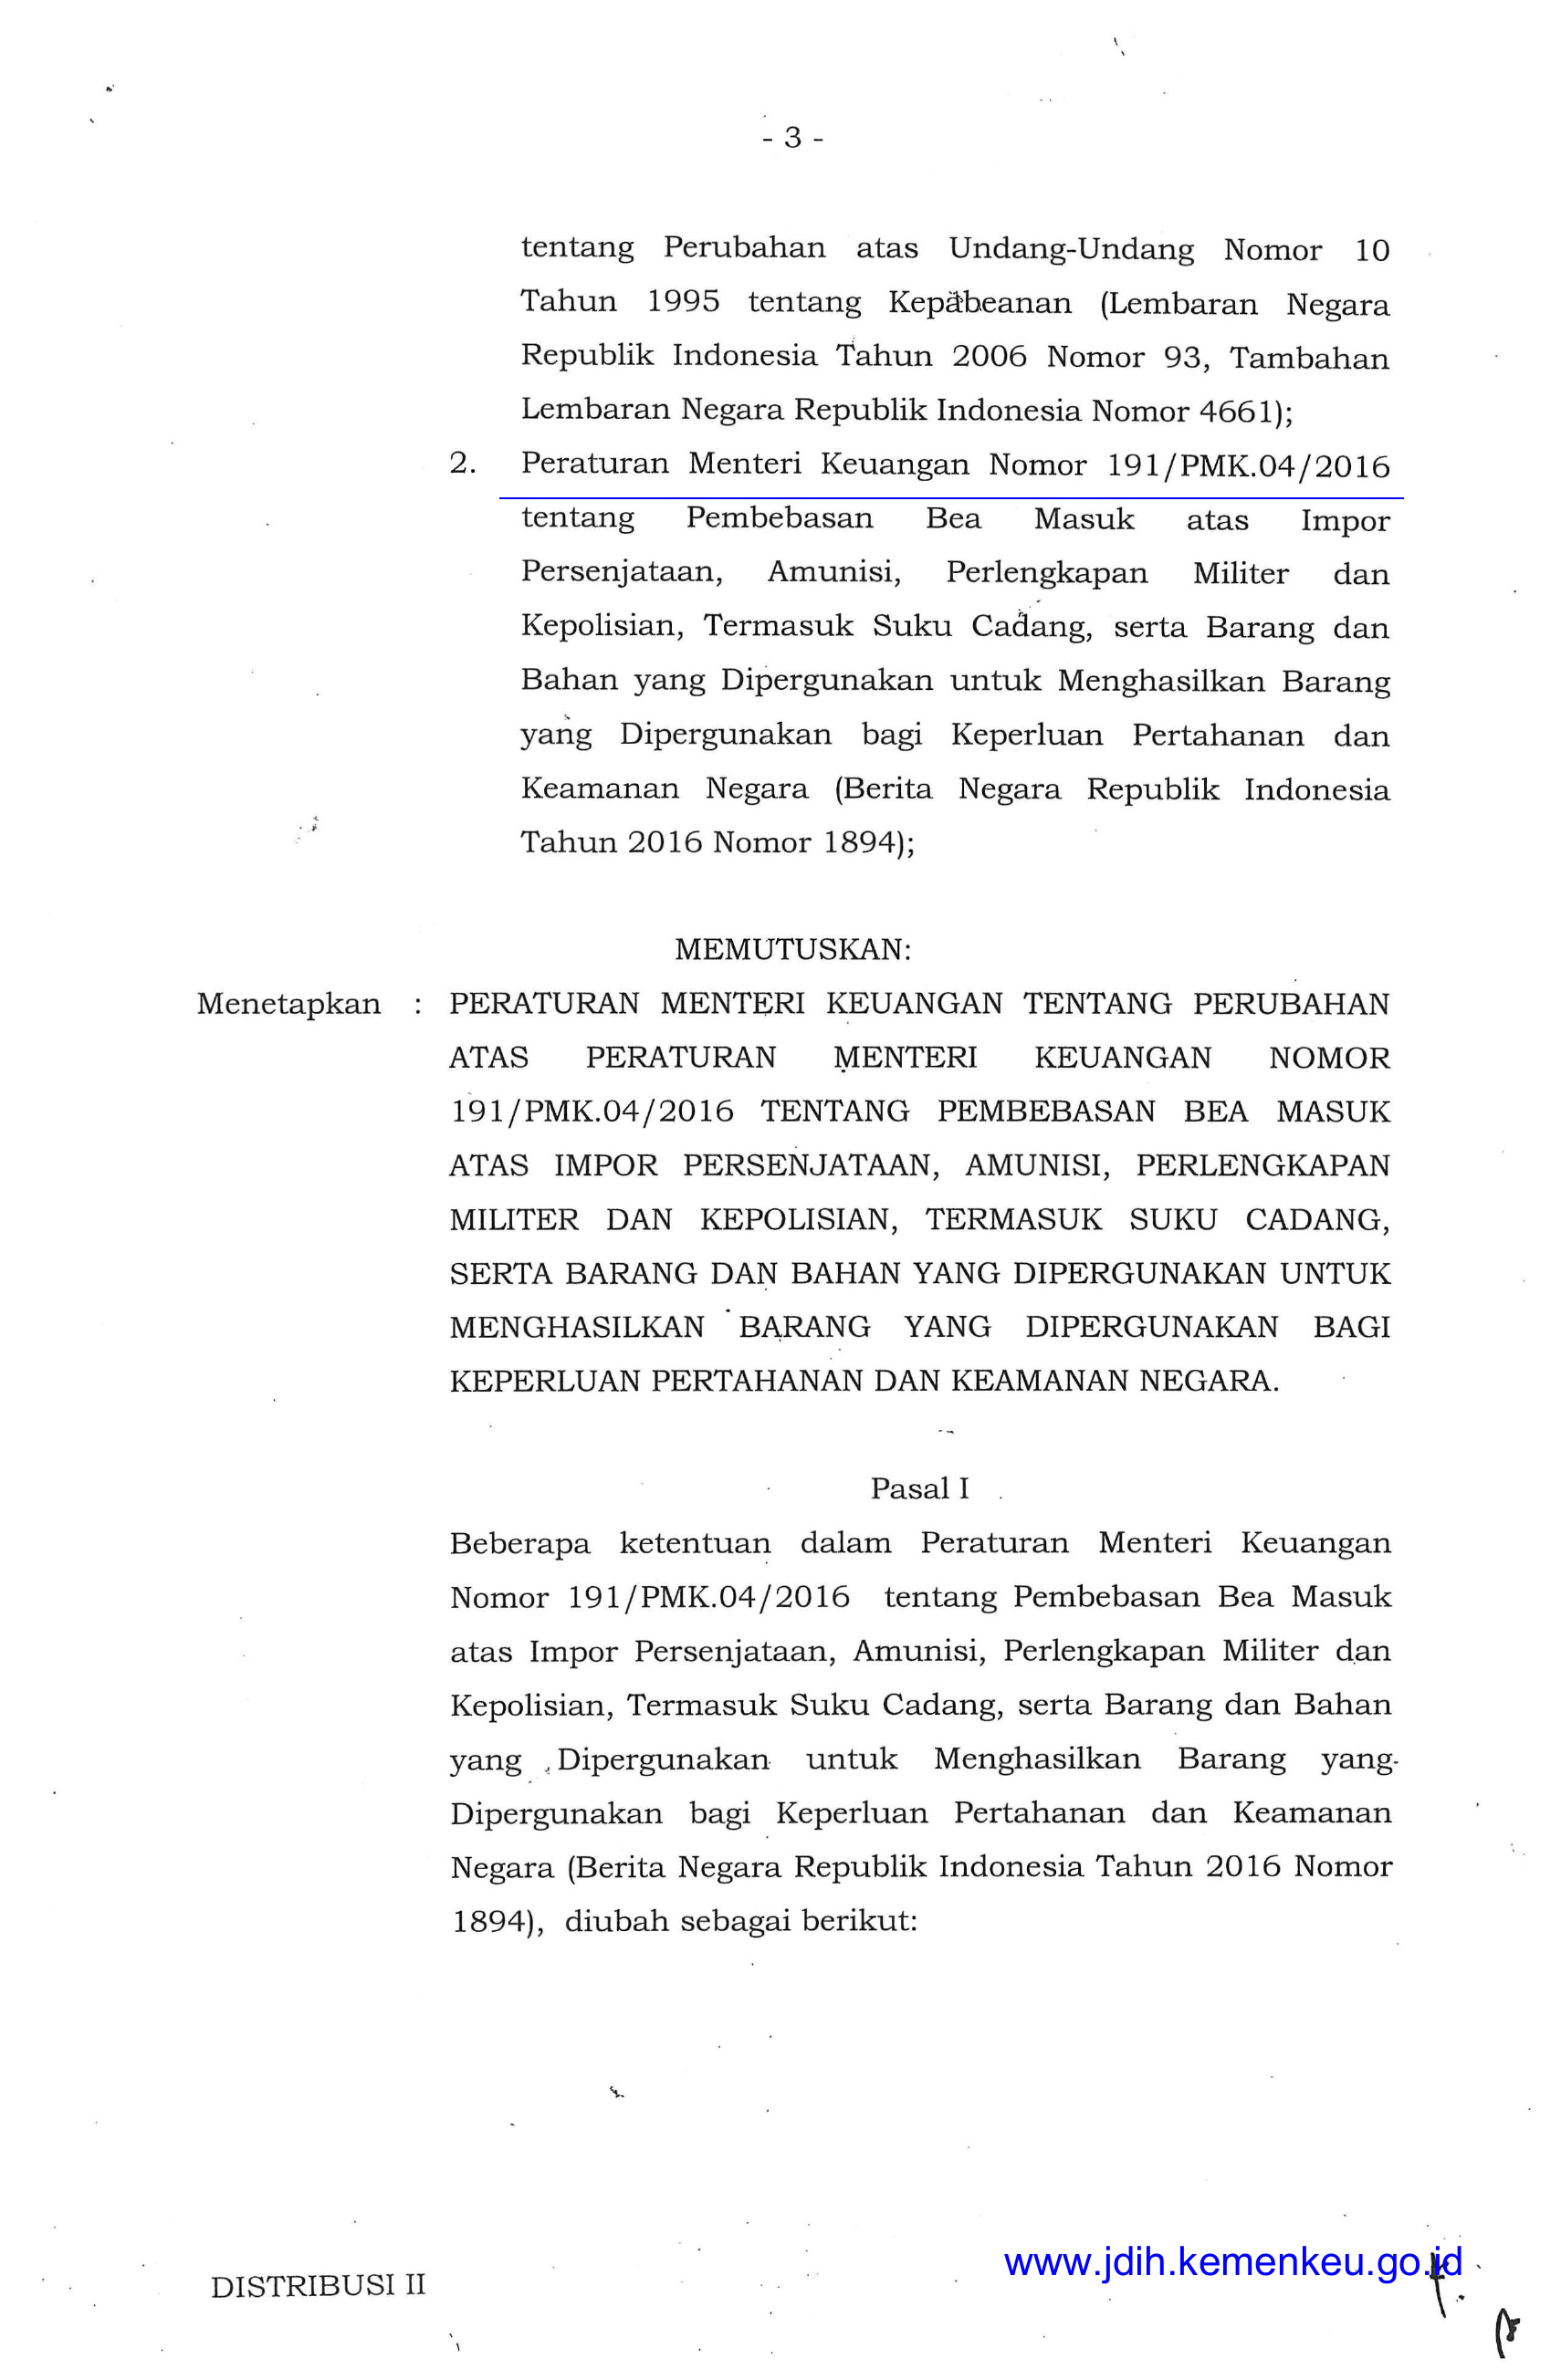 - 3 -
tentang Perubahan atas Undang-Undang Nomor 10
Tahun 1995 tentang Kepabeanan (Lembaran Negara
Republik Indonesia Tahun 2006 Nomor 93, Tambahan
Lembaran Negara Republik Indonesia Nomor 4661);
2. Peraturan Menteri Keuangan Nomor 191/PMK.04/2016
tentang Pembebasan Bea Masuk atas Impor
Persenjataan, Amunisi, Perlengkapan Militer dan
Kepolisian, Termasuk Suku Cadang, serta Barang dan
Bahan yang Dipergunakan untuk Menghasilkan Barang
yang Dipergunakan bagi Keperluan Pertahanan dan
Keamanan Negara (Berita Negara Republik Indonesia
Tahun 2016 Nomor 1894);
MEMUTUSKAN:
Menetapkan : PERATURAN MENTERI KEUANGAN TENTANG PERUBAHAN
ATAS PERATURAN MENTERI KEUANGAN NOMOR
191/PMK.04/2016 TENTANG PEMBEBASAN BEA MASUK
ATAS IMPOR PERSENJATAAN, AMUNISI, PERLENGKAPAN
MILITER DAN KEPOLISIAN, TERMASUK SUKU CADANG,
SERTA BARANG DAN BAHAN YANG DIPERGUNAKAN UNTUK
MENGHASILKAN BARANG YANG DIPERGUNAKAN BAGI
KEPERLUAN PERTAHANAN DAN KEAMANAN NEGARA.
Pasal I
Beberapa ketentuan dalam Peraturan Menteri Keuangan
Nomor 191/PMK.04/2016 tentang Pembebasan Bea Masuk
atas Impor Persenjataan, Amunisi, Perlengkapan Militer dan
Kepolisian, Termasuk Suku Cadang, serta Barang dan Bahan
yang Dipergunakan untuk Menghasilkan Barang yang
Dipergunakan bagi Keperluan Pertahanan dan Keamanan
Negara (Berita Negara Republik Indonesia Tahun 2016 Nomor
1894), diubah sebagai berikut:
www.jdih.kemenkeu.go.id
DISTRIBUSI II